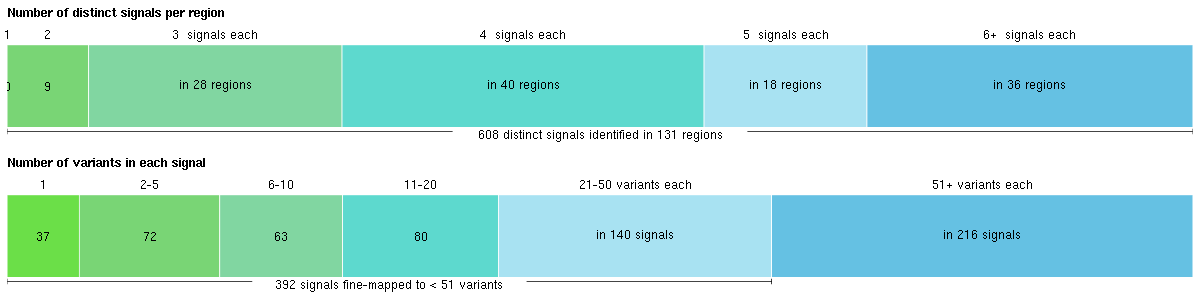 Number of distinct signals per region
1 2 3 signals each 4 signals each 5 signals each 6+ signals each
0 9 in 28 regions in 40 regions in 18 regions in 36 regions
608 distinct signals identified in 131 regions
Number of variants in each signal
1 2-5 6-10 11-20 21-50 variants each 51+ variants each
37 72 63 80 in 140 signals in 216 signals
392 signals fine-mapped to < 51 variants